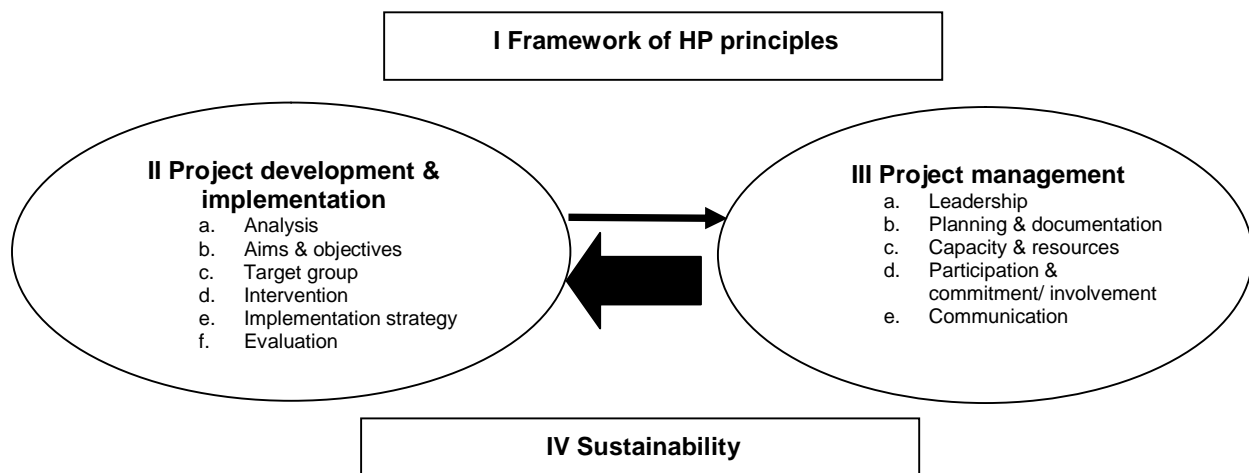 I Framework of HP principles
II Project development &
implementation
a. Analysis
b. Aims & objectives
c. Target group
d. Intervention
e. Implementation strategy
f. Evaluation
III Project management
a. Leadership
b. Planning & documentation
c. Capacity & resources
d. Participation &
commitment/ involvement
e. Communication
IV Sustainability